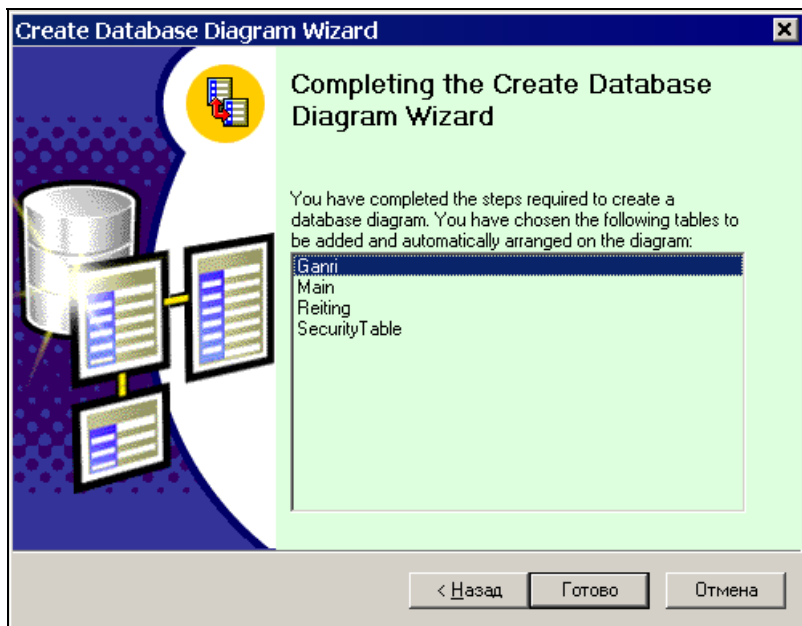 Create Database Diagram Wizard
Completing the Create Database
Diagram Wizard
You have completed the steps required to create a
database diagram. You have chosen the following tables to
be added and automatically arranged on the diagram:
Ganri
Main
Reiting
SecurityTable
< Назад Готово Отмена